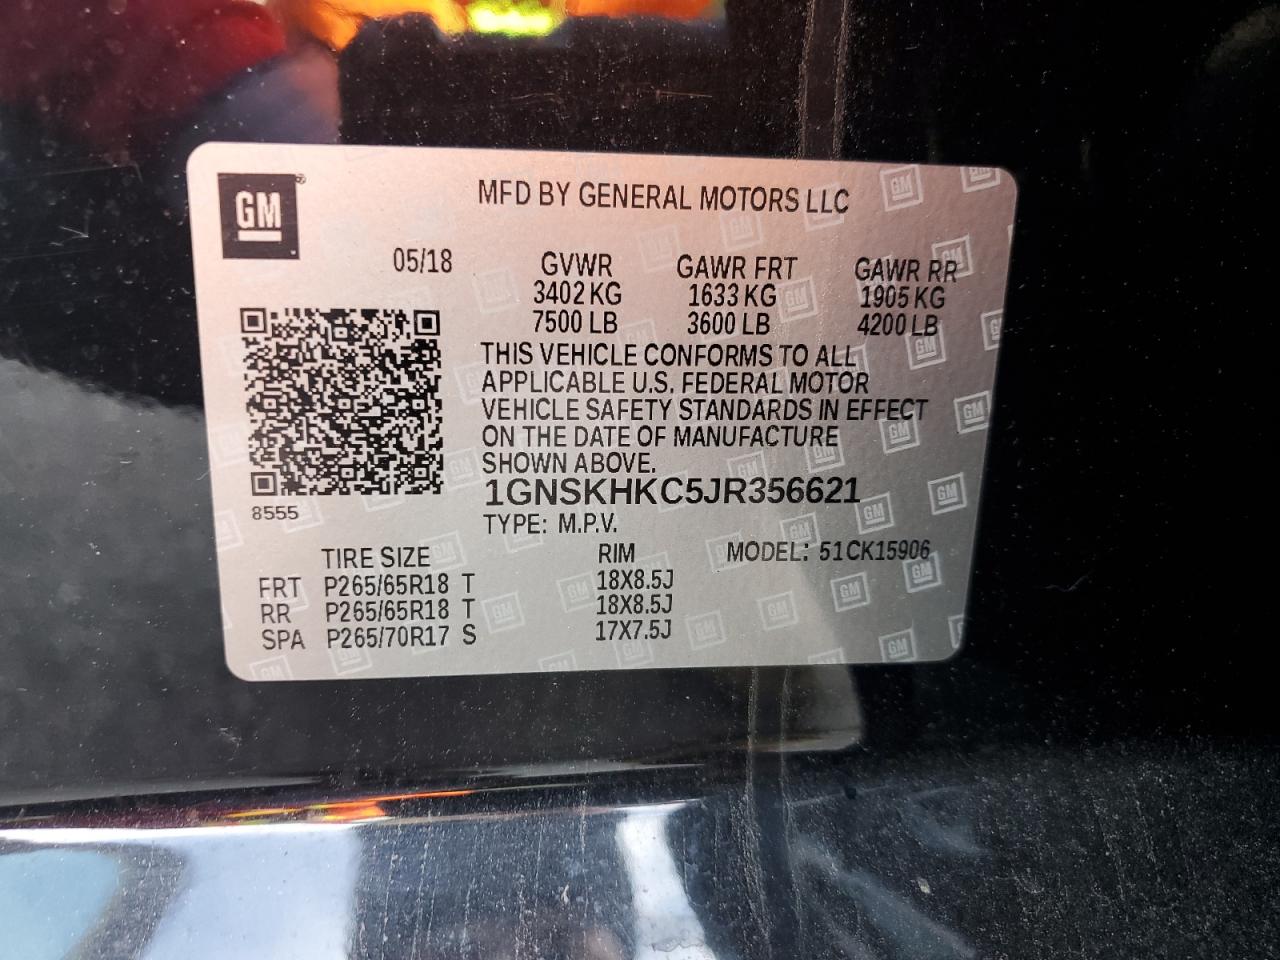 GM
MFD BY GENERAL MOTORS LLC
05/18 GVWR GAWR FRT GAWR RR
3402 KG 1633 KG 1905 KG
7500 LB 3600 LB 4200 LB
THIS VEHICLE CONFORMS TO ALL
APPLICABLE U.S. FEDERAL MOTOR
VEHICLE SAFETY STANDARDS IN EFFECT
ON THE DATE OF MANUFACTURE
SHOWN ABOVE.
1GNSKHKC5JR356621
8555
TYPE: M.P.V.
TIRE SIZE RIM MODEL: 51CK15906
FRT P265/65R18 T 18X8.5J
RR P265/65R18 T 18X8.5J
SPA P265/70R17 S 17X7.5J